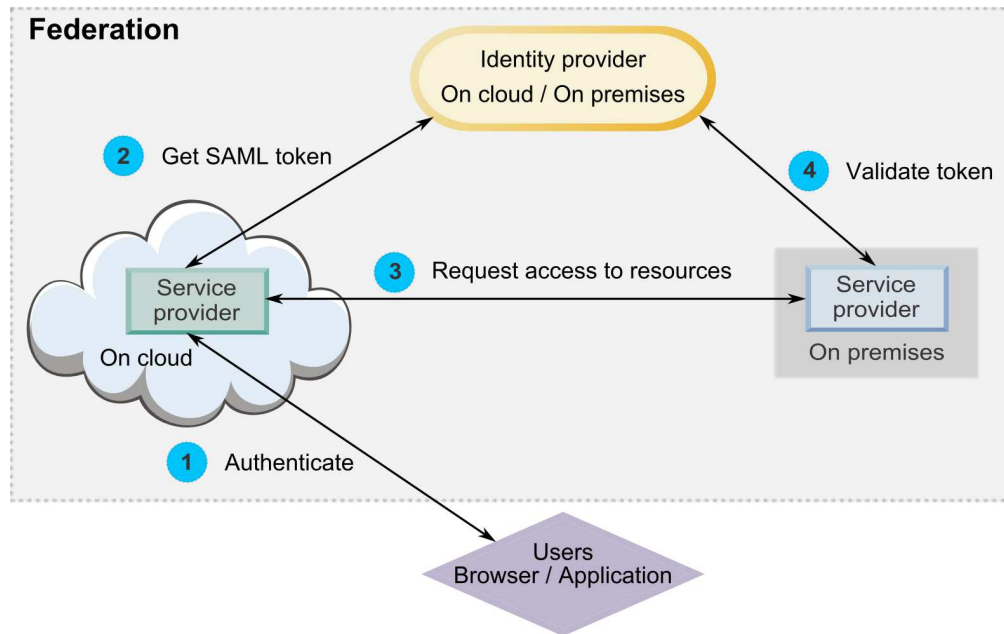 Federation
Identity provider
On cloud / On premises
2 Get SAML token
4 Validate token
3 Request access to resources
Service
provider
On cloud
Service
provider
On premises
1 Authenticate
Users
Browser / Application